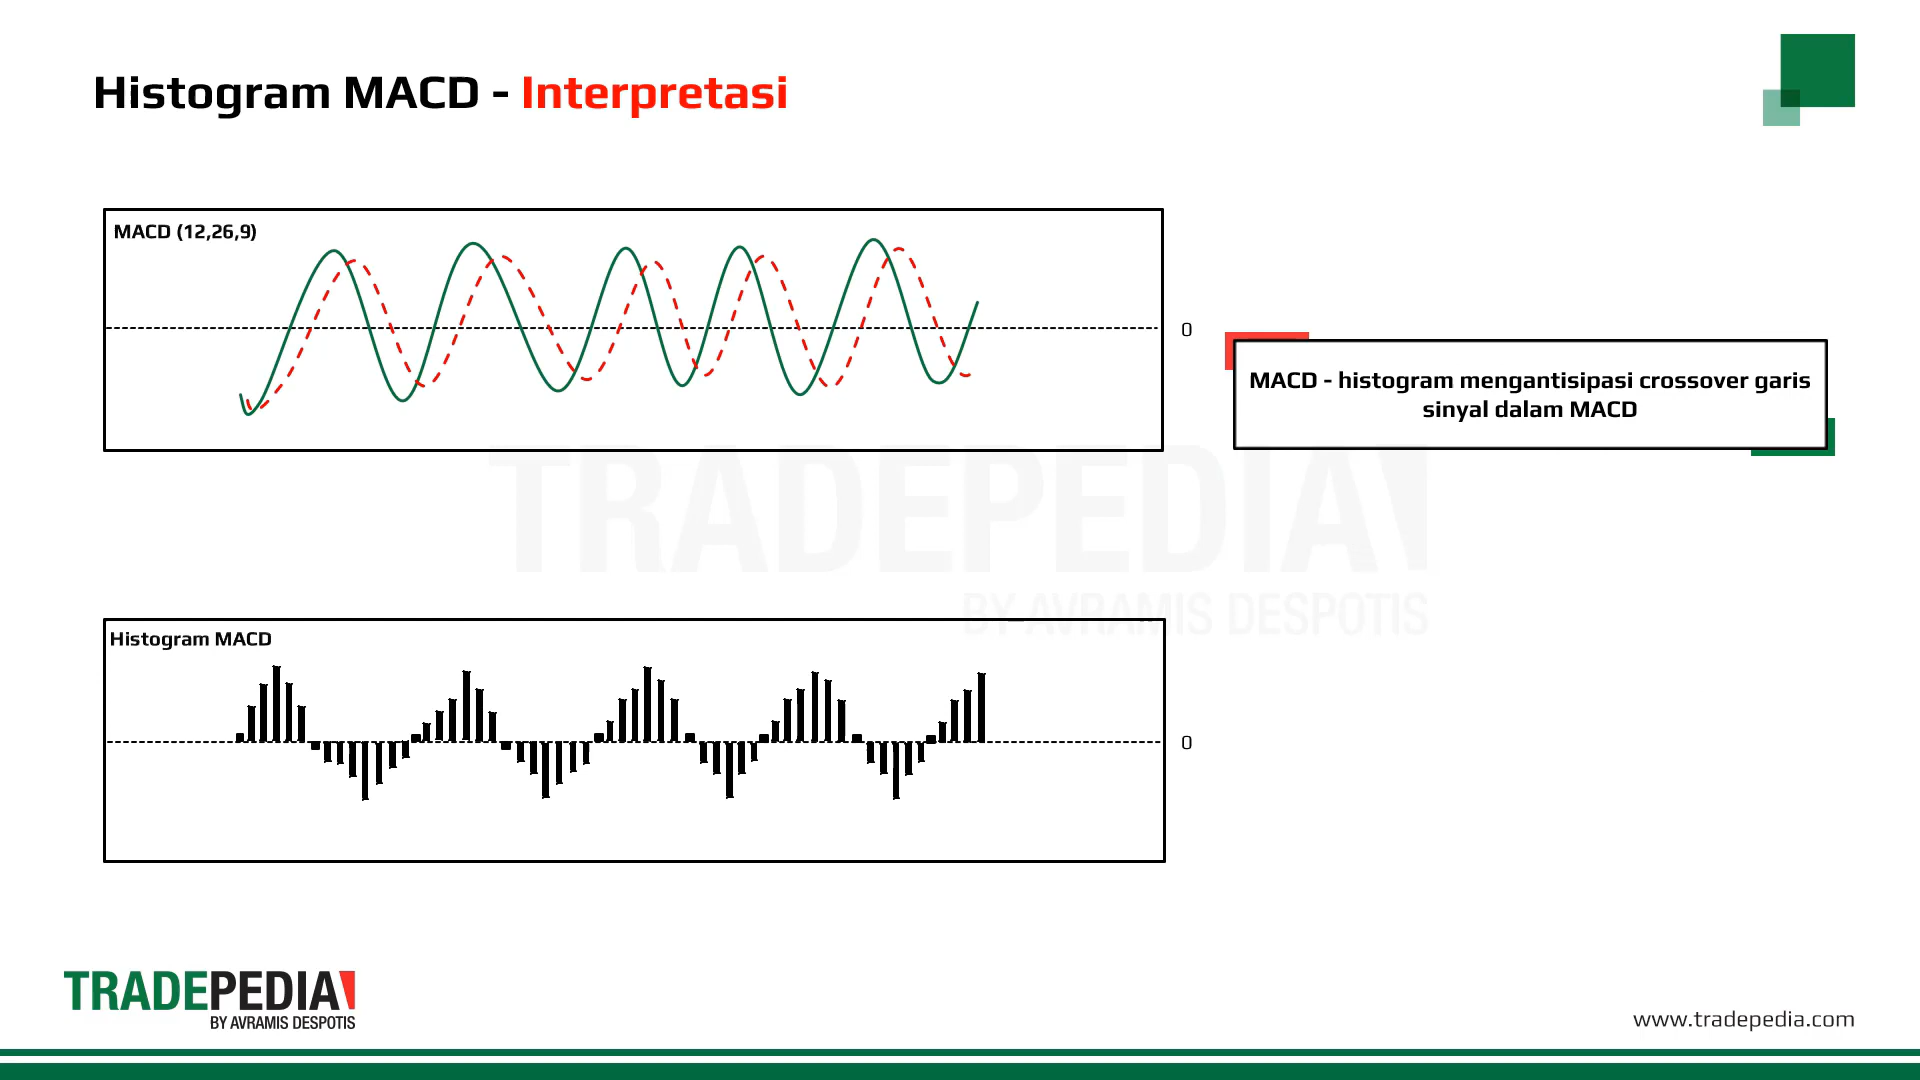 Histogram MACD - Interpretasi
MACD (12,26,9)
0
MACD - histogram mengantisipasi crossover garis
sinyal dalam MACD
TRADEPEDIA
BY AVRAMIS DESPOTIS
Histogram MACD
0
TRADEPEDIA
BY AVRAMIS DESPOTIS
www.tradepedia.com